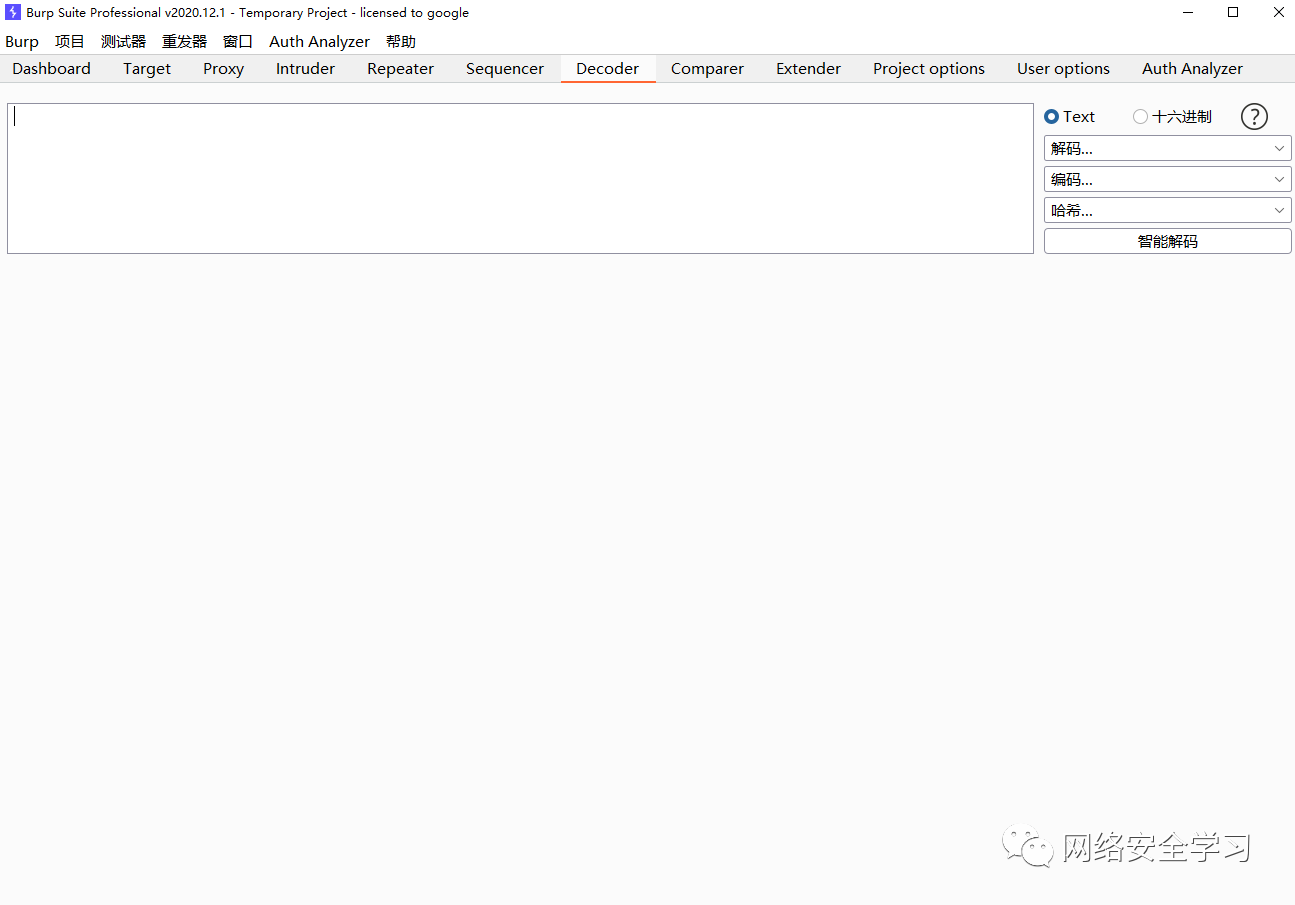 Burp Suite Professional v2020.12.1 - Temporary Project - licensed to google
Burp 项目 测试器 重发器 窗口 Auth Analyzer 帮助
Dashboard Target Proxy Intruder Repeater Sequencer Decoder Comparer Extender Project options User options Auth Analyzer
Text 十六进制 ?
解码...
编码...
哈希...
智能解码
网络安全学习